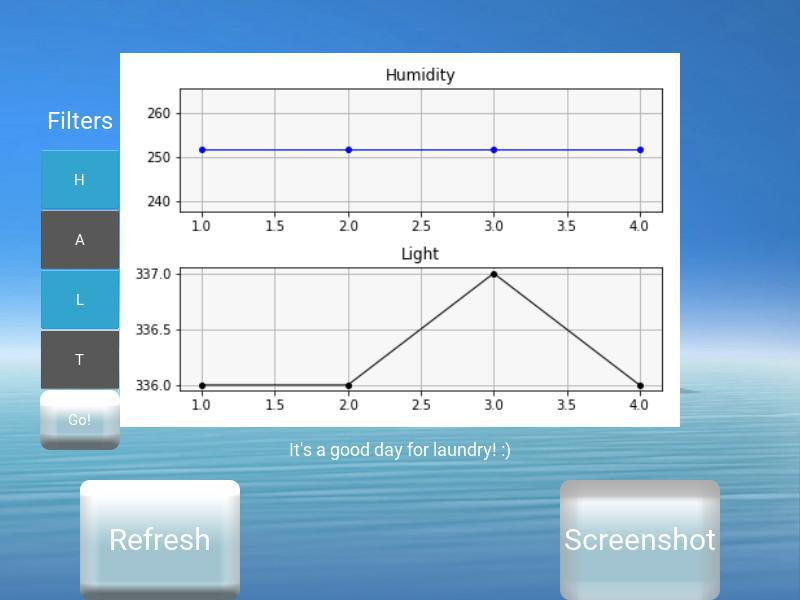 Humidity
260
250
240
1.0 1.5 2.0 2.5 3.0 3.5 4.0
Light
337.0
336.5
336.0
1.0 1.5 2.0 2.5 3.0 3.5 4.0
Filters
H
A
L
T
Go!
It's a good day for laundry! :)
Refresh
Screenshot